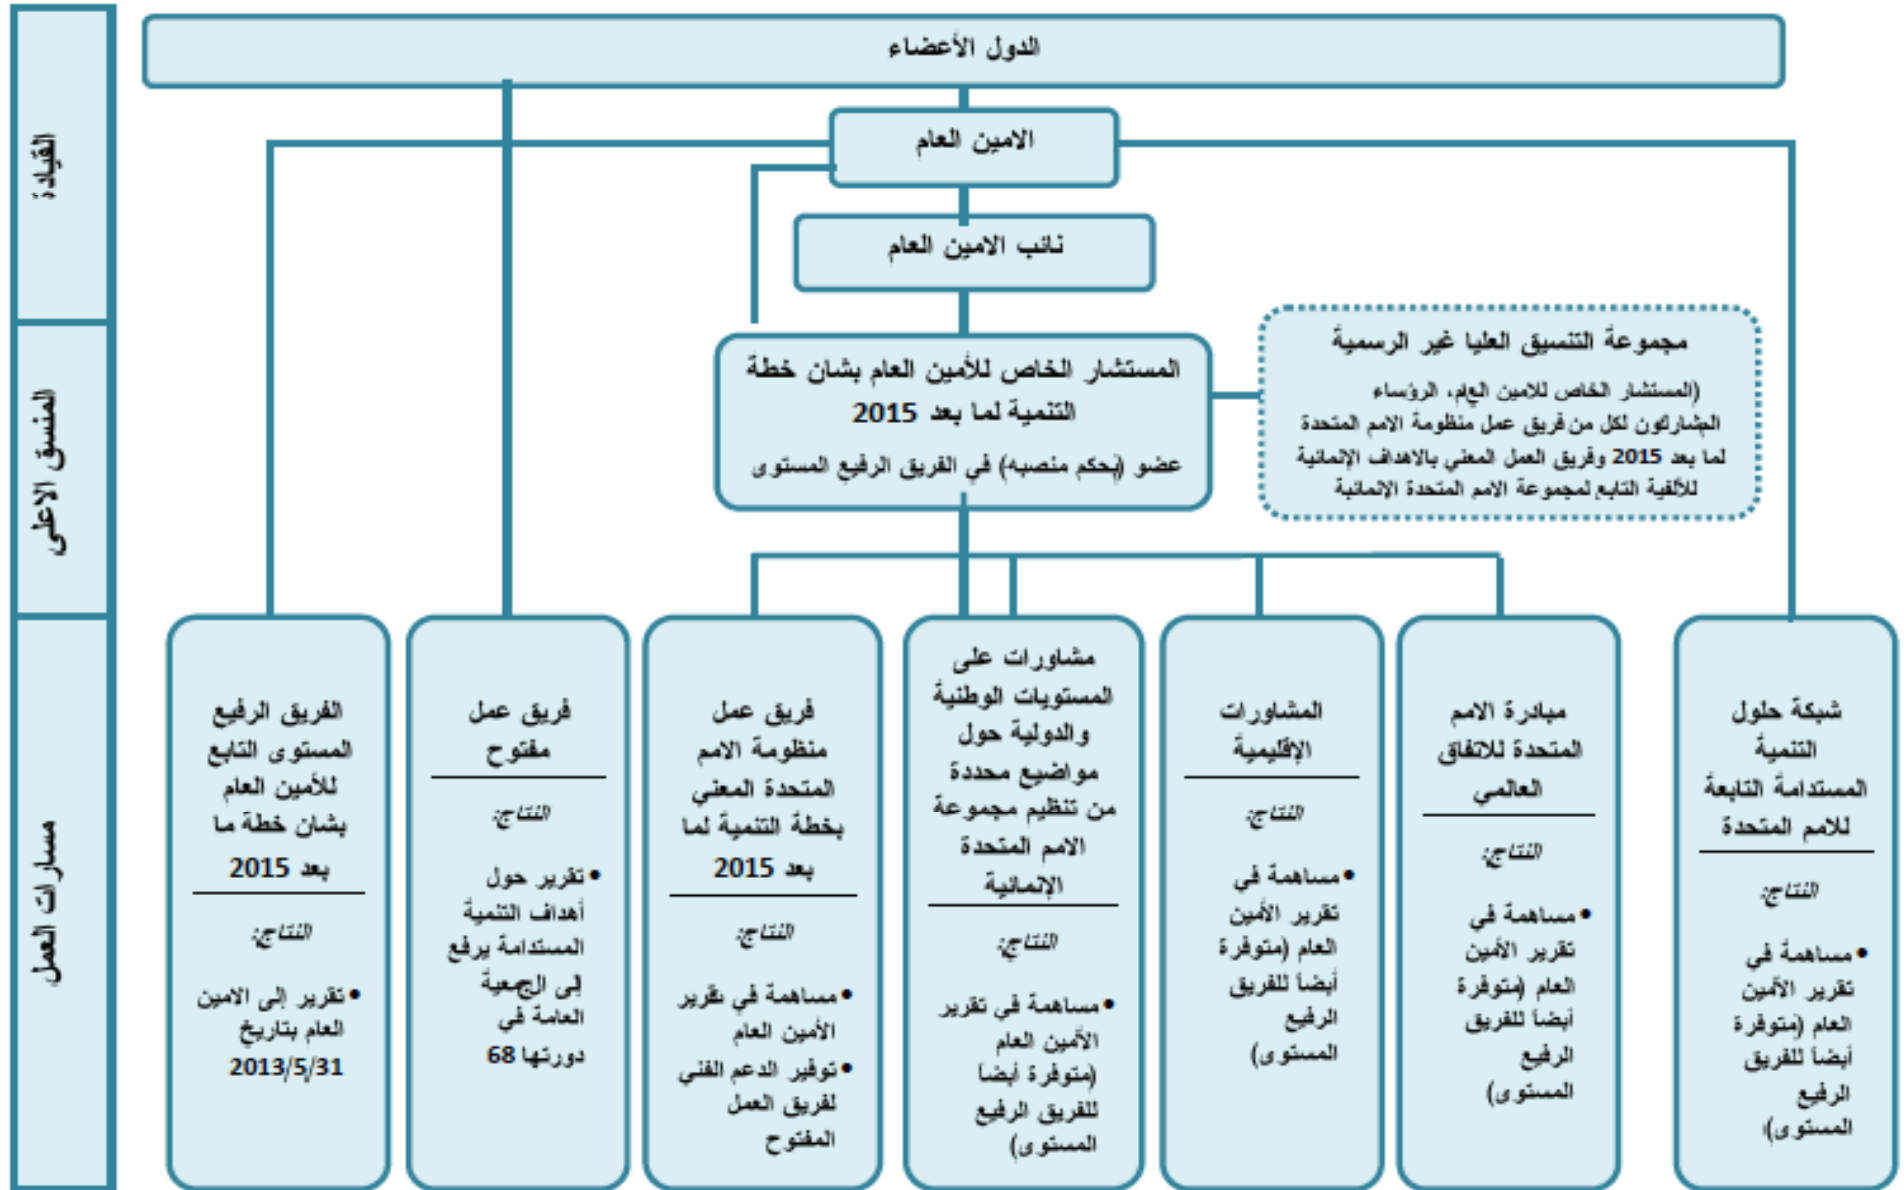 الدول الأعضاء
القيادة
الامين العام
نائب الامين العام
المنسق الاعلى
المستشار الخاص للأمين العام بشان خطة
التنمية لما بعد 2015
عضو (بحكم منصبه) في الفريق الرفيع المستوى
مجموعة التنسيق العليا غير الرسمية
(المستشار الخاص للامين العام، الرؤساء
المشاركون لكل من فريق عمل منظومة الامم المتحدة
لما بعد 2015 وفريق العمل المعني بالاهداف الإنمائية
للألفية التابع لمجموعة الامم المتحدة الإنمائية
مسارات العمل
شبكة حلول
التنمية
المستدامة التابعة
للامم المتحدة
النتاج:
•مساهمة في
تقرير الأمين
العام (متوفرة
أيضاً للفريق
الرفيع
المستوى)
مبادرة الامم
المتحدة للاتفاق
العالمي
النتاج:
•مساهمة في
تقرير الأمين
العام (متوفرة
أيضاً للفريق
الرفيع
المستوى)
المشاورات
الإقليمية
النتاج:
•مساهمة في
تقرير الأمين
العام (متوفرة
أيضاً للفريق
الرفيع
المستوى)
مشاورات على
المستويات الوطنية
والدولية حول
مواضيع محددة
من تنظيم مجموعة
الامم المتحدة
الإنمائية
النتاج:
•مساهمة في تقرير
الأمين العام
(متوفرة أيضاً
للفريق الرفيع
المستوى)
فريق عمل
منظومة الامم
المتحدة المعني
بخطة التنمية لما
بعد 2015
النتاج:
•مساهمة في تقرير
الأمين العام
•توفير الدعم الفني
لفريق العمل
المفتوح
فريق عمل
مفتوح
النتاج:
•تقرير حول
أهداف التنمية
المستدامة يرفع
إلى الجمعية
العامة في
دورتها 68
الفريق الرفيع
المستوى التابع
للأمين العام
بشان خطة ما
بعد 2015
النتاج:
•تقرير إلى الامين
العام بتاريخ
2013/5/31